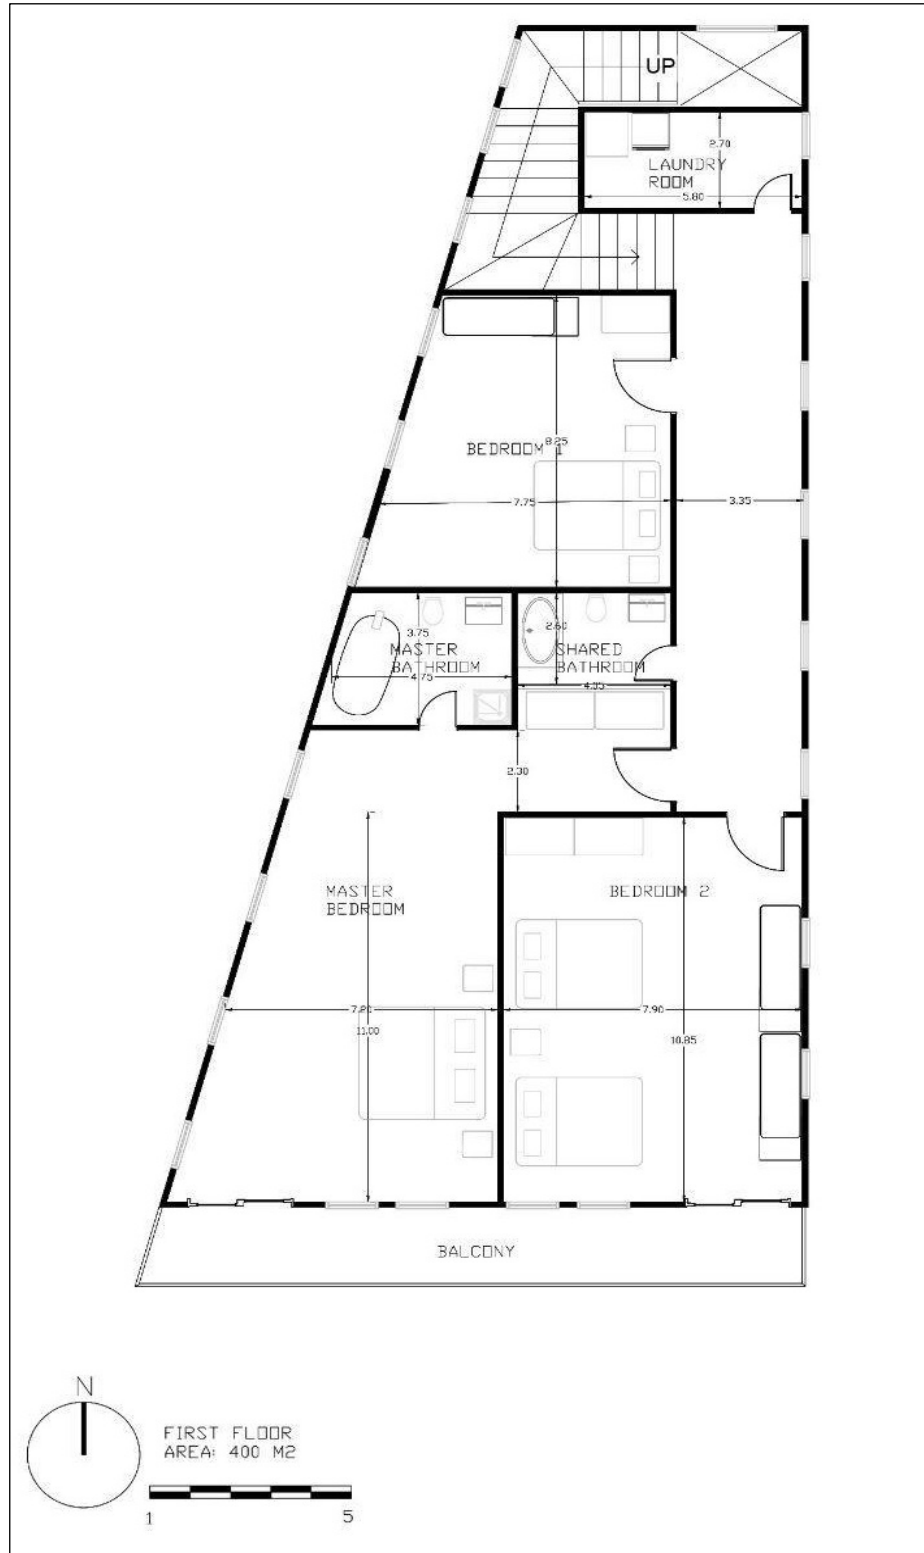 UP
2.70
LAUNDRY
ROOM
5.80
8.25
BEDROOM 1
7.75
3.35
3.75
2.60
MASTER
BATHROOM
SHARED
BATHROOM
4.75
4.35
2.30
MASTER
BEDROOM
BEDROOM 2
7.20
7.90
11.00
10.85
BALCONY
N
FIRST FLOOR
AREA: 400 M2
1
5